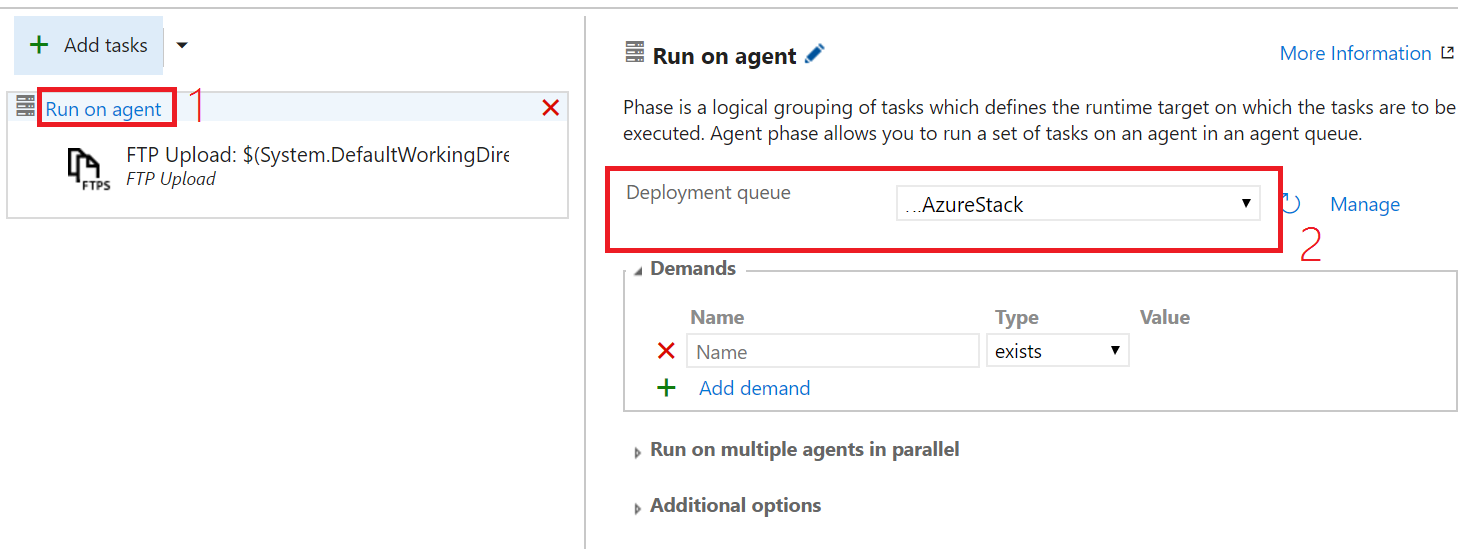 Add tasks
Run on agent
1
FTP Upload: $(System.DefaultWorkingDire
FTPS
FTP Upload
Run on agent
More Information
Phase is a logical grouping of tasks which defines the runtime target on which the tasks are to be
executed. Agent phase allows you to run a set of tasks on an agent in an agent queue.
Deployment queue
...AzureStack
Manage
2
Demands
Name Type Value
Name exists
Add demand
Run on multiple agents in parallel
Additional options